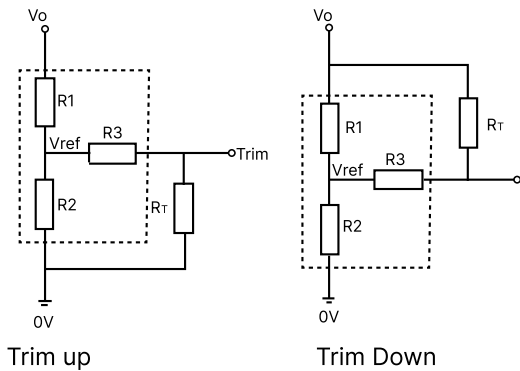 Vo
R1
Vref
R3
Trim
R2
RT
0V
Trim up
Vo
R1
RT
Vref
R3
R2
0V
Trim Down